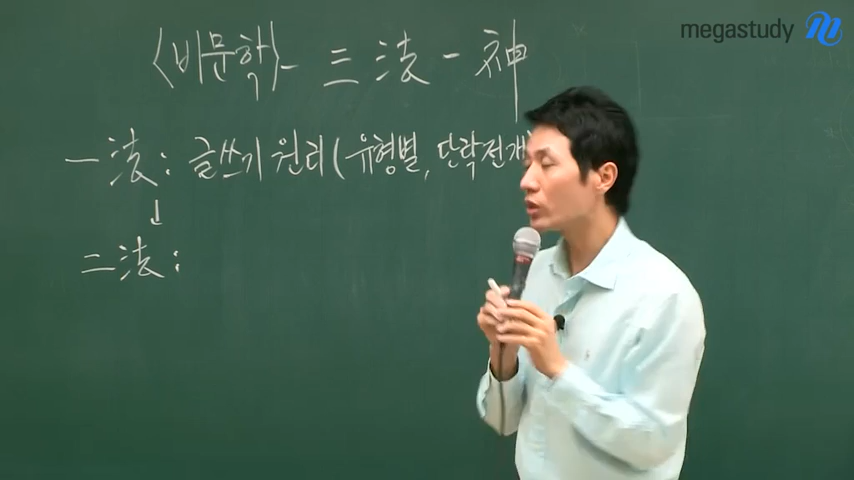 megastudy
<비문학> - 三法 - 神
一法 : 글쓰기 원리 (유형별, 단락전개)
↓
二法 :